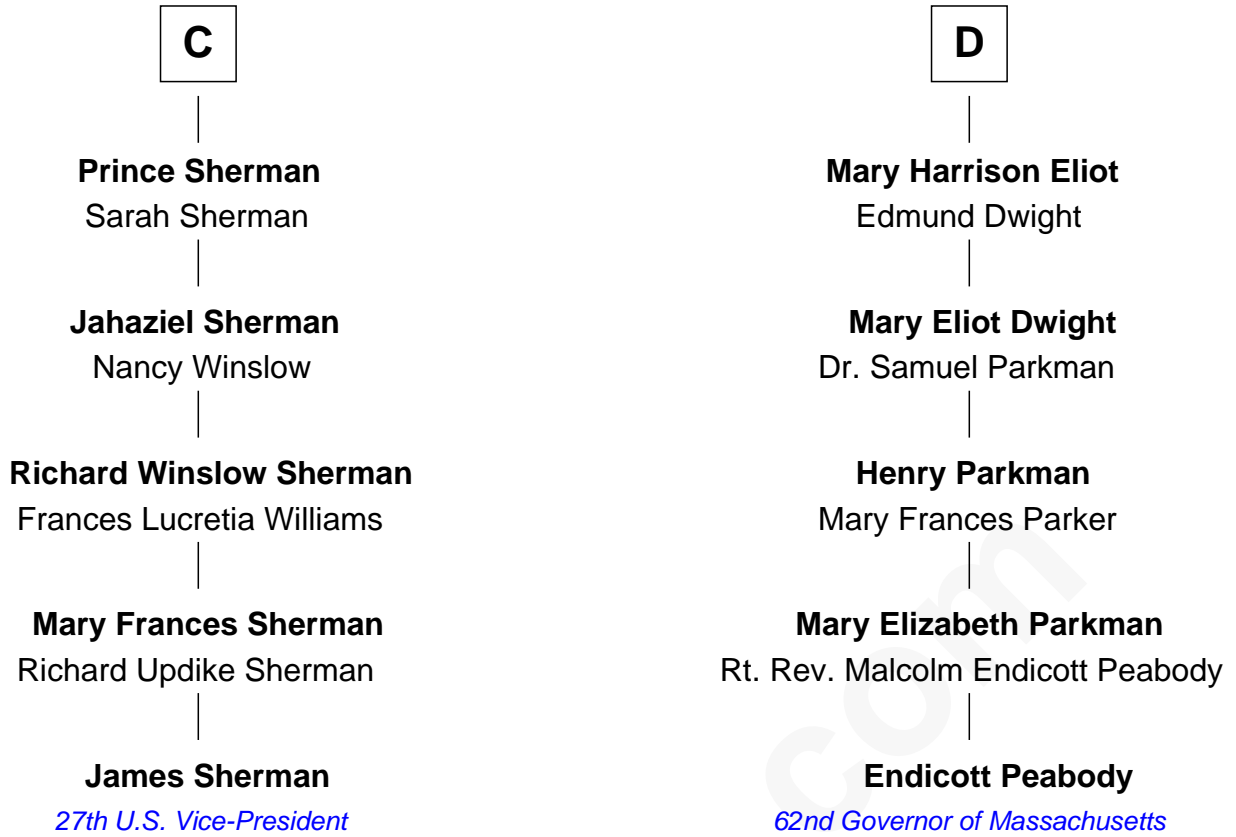 C
Prince Sherman
Sarah Sherman
Jahaziel Sherman
Nancy Winslow
Richard Winslow Sherman
Frances Lucretia Williams
Mary Frances Sherman
Richard Updike Sherman
James Sherman
27th U.S. Vice-President
D
Mary Harrison Eliot
Edmund Dwight
Mary Eliot Dwight
Dr. Samuel Parkman
Henry Parkman
Mary Frances Parker
Mary Elizabeth Parkman
Rt. Rev. Malcolm Endicott Peabody
Endicott Peabody
62nd Governor of Massachusetts
com